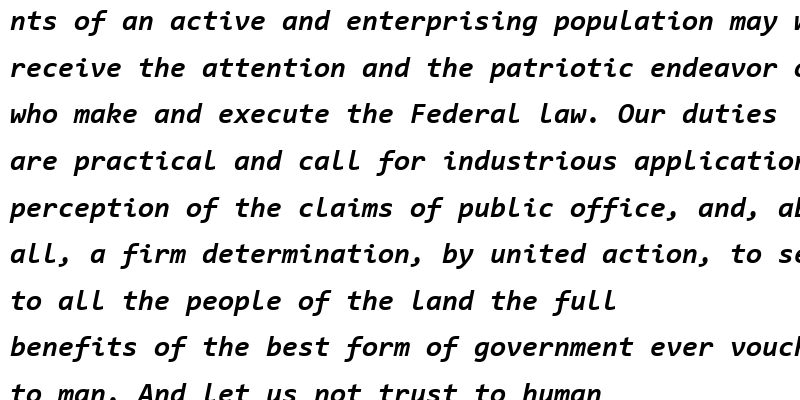 nts of an active and enterprising population may
receive the attention and the patriotic endeavor
who make and execute the Federal law. Our duties
are practical and call for industrious application
perception of the claims of public office, and,
all, a firm determination, by united action, to
to all the people of the land the full
benefits of the best form of government ever
to man. And let us not trust to human